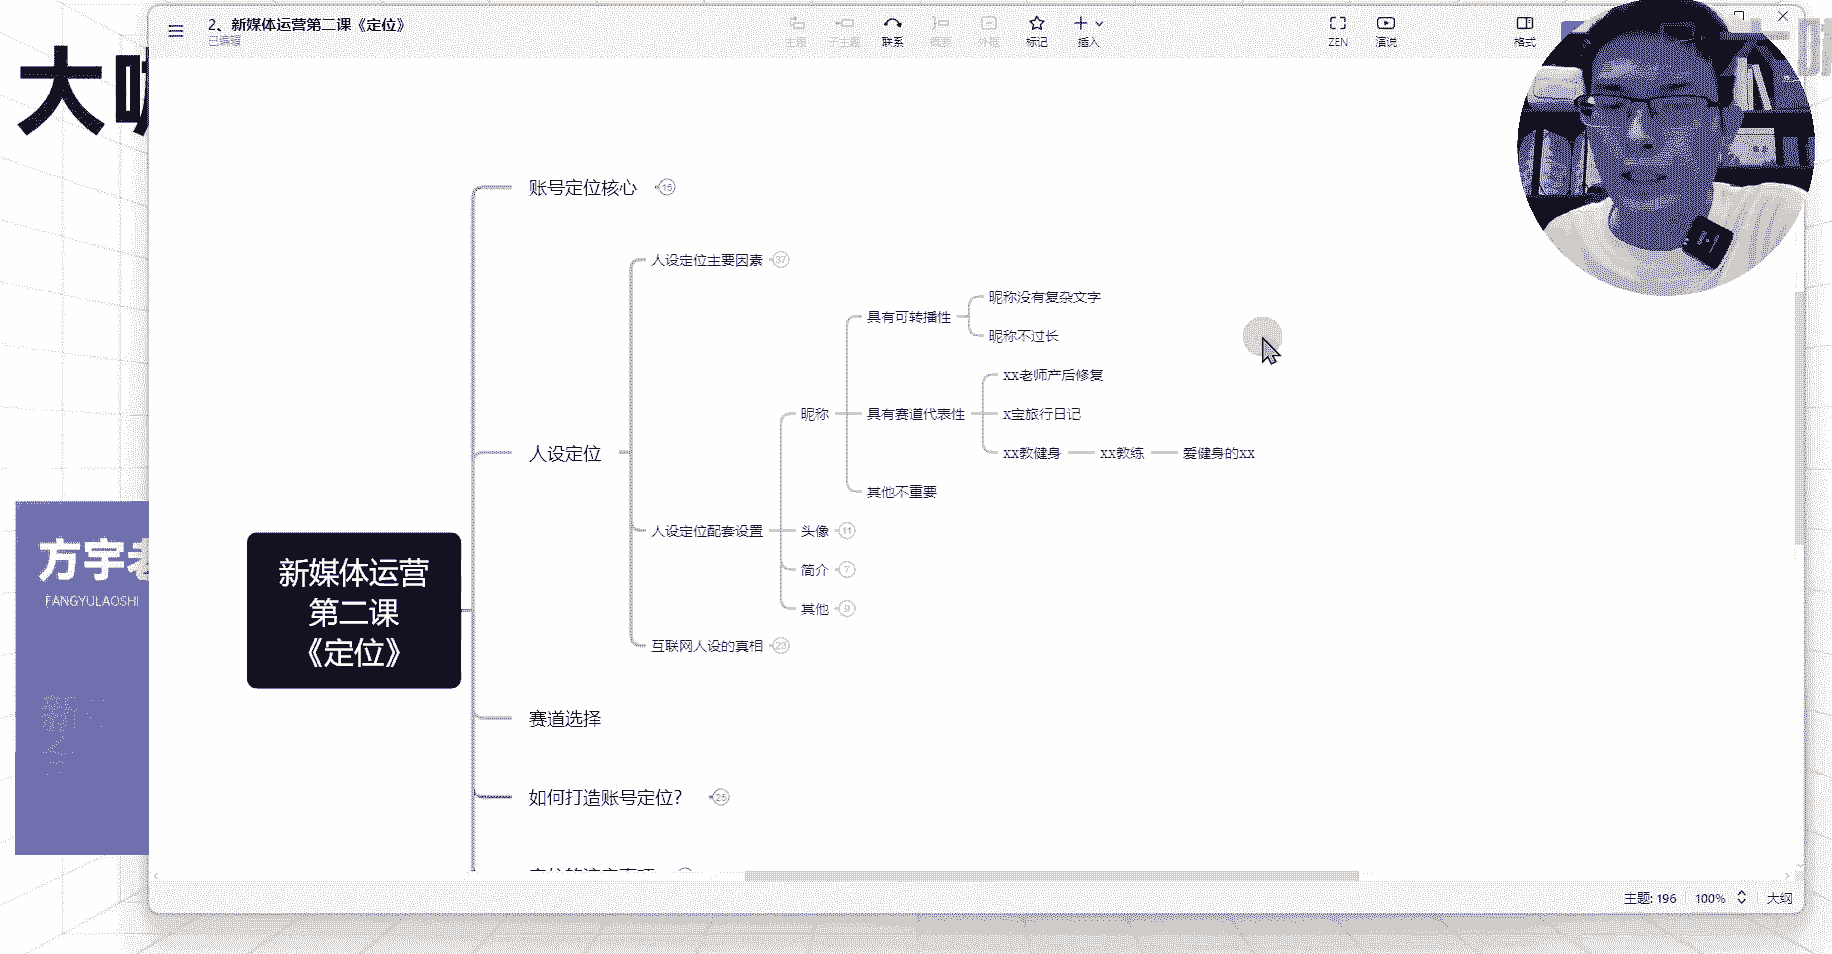 2、新媒体运营第二课《定位》
已编辑
主题
子主题
联系
概要
外框
标记
插入
ZEN
演说
格式
大
账号定位核心
15
人设定位主要因素
37
昵称没有复杂文字
具有可转播性
昵称不过长
xx老师产后修复
昵称
具有赛道代表性
x宝旅行日记
人设定位
xx教健身
xx教练
爱健身的xx
其他不重要
人设定位配套设置
头像
11
方宇老
FANGYULAOSHI
新媒体运营
第二课
《定位》
简介
7
其他
9
互联网人设的真相
23
赛道选择
如何打造账号定位？
25
主题: 196
100%
大纲